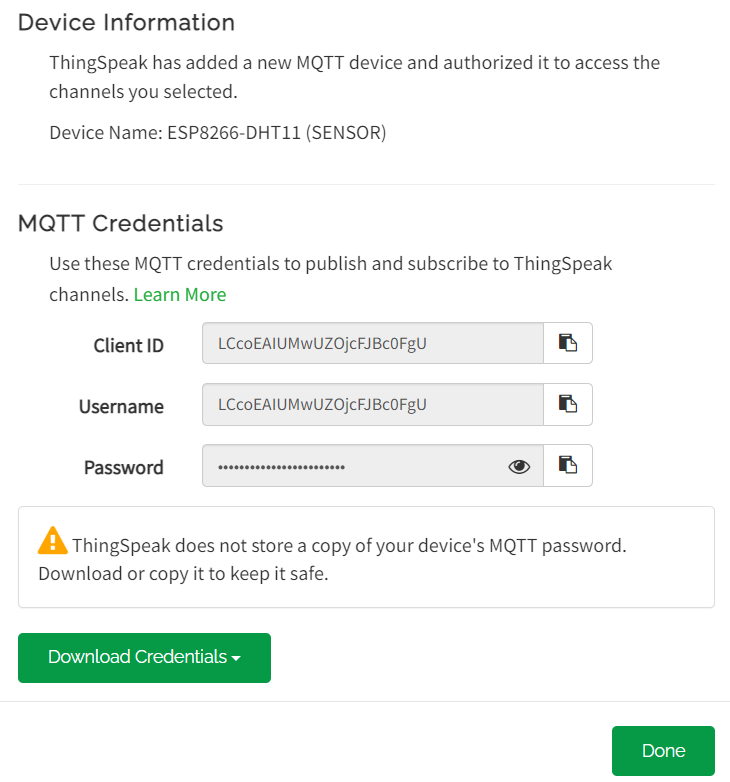 Device Information
ThingSpeak has added a new MQTT device and authorized it to access the
channels you selected.
Device Name: ESP8266-DHT11 (SENSOR)
MQTT Credentials
Use these MQTT credentials to publish and subscribe to ThingSpeak
channels. Learn More
Client ID LCcoEAIUMwUZOjcFJBc0FgU
Username LCcoEAIUMwUZOjcFJBc0FgU
Password •••••••••••••••••••••••
ThingSpeak does not store a copy of your device's MQTT password.
Download or copy it to keep it safe.
Download Credentials
Done